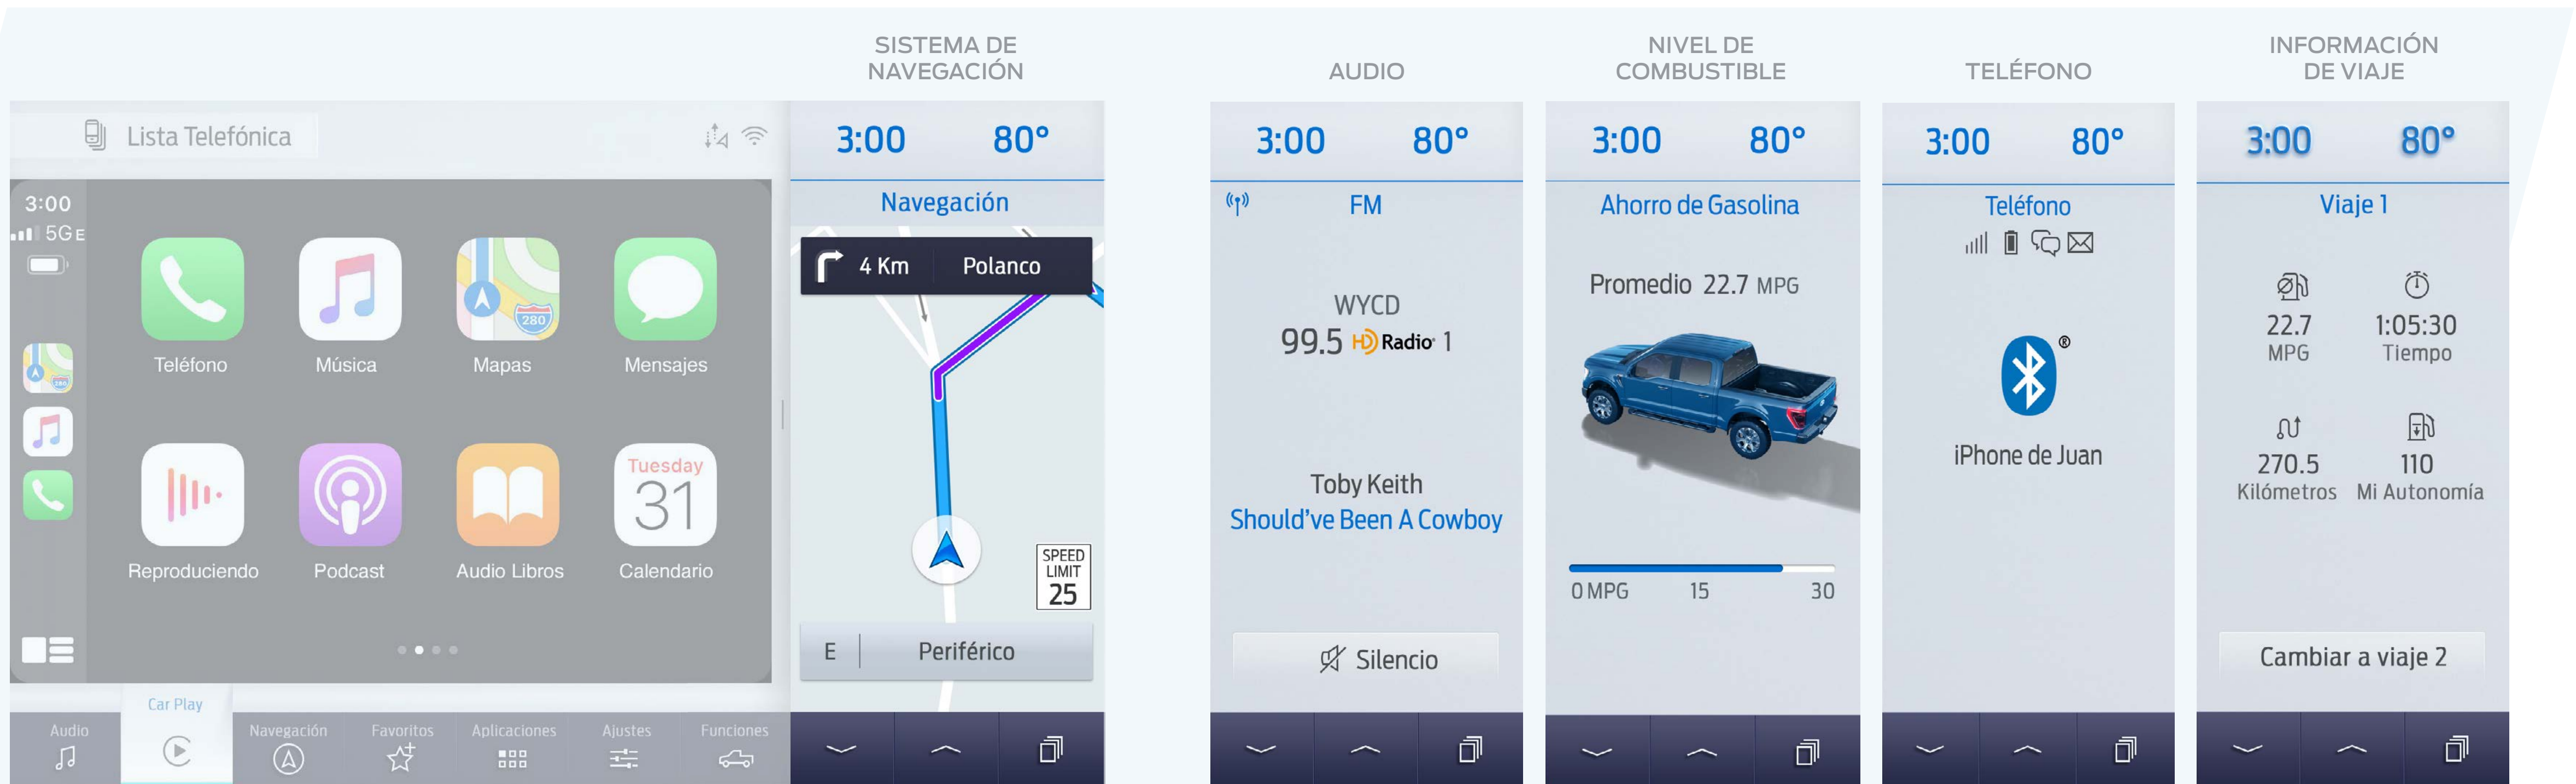 SISTEMA DE
NAVEGACIÓN
Lista Telefónica
3:00
5G E
Teléfono
Música
280
Mapas
Mensajes
280
Reproduciendo
Podcast
Audio Libros
Tuesday
31
Calendario
Audio
Car Play
Navegación
Favoritos
Aplicaciones
Ajustes
Funciones
3:00 80°
Navegación
4 Km Polanco
SPEED
LIMIT
25
E Periférico
AUDIO
3:00 80°
FM
WYCD
99.5 HD Radio 1
Toby Keith
Should've Been A Cowboy
Silencio
NIVEL DE
COMBUSTIBLE
3:00 80°
Ahorro de Gasolina
Promedio 22.7 MPG
0 MPG 15 30
TELÉFONO
3:00 80°
Teléfono
®
iPhone de Juan
INFORMACIÓN
DE VIAJE
3:00 80°
Viaje 1
22.7 1:05:30
MPG Tiempo
270.5 110
Kilómetros Mi Autonomía
Cambiar a viaje 2